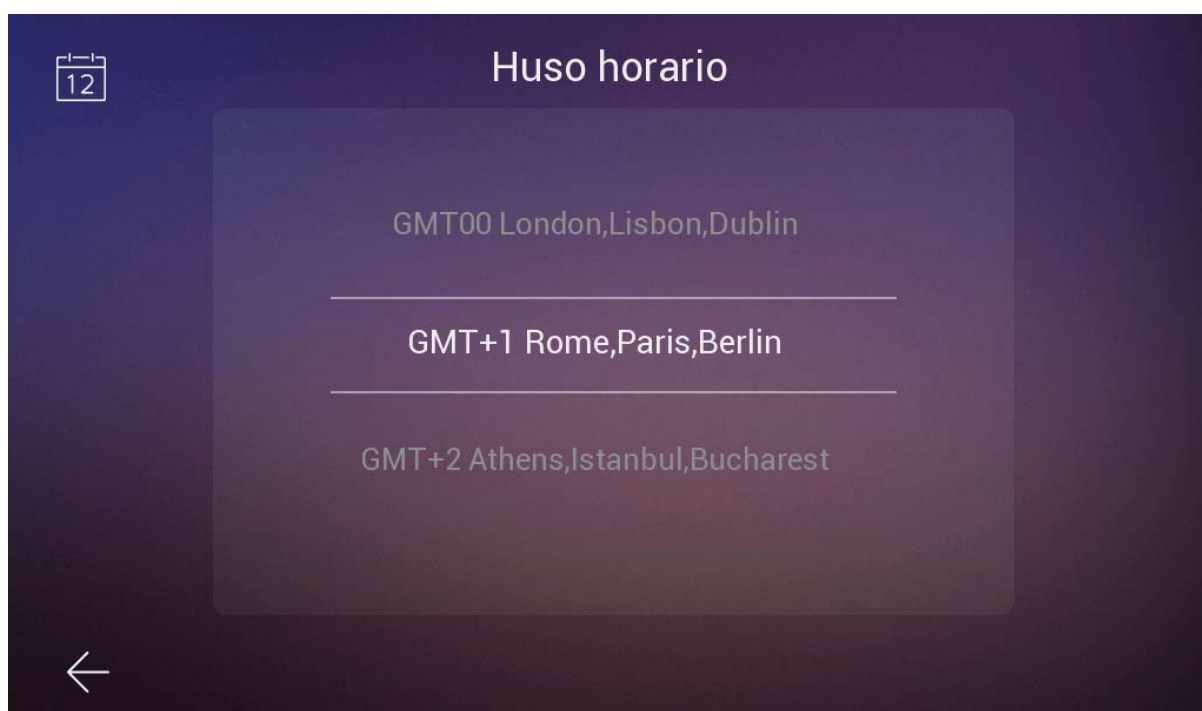 12
Huso horario
GMT00 London,Lisbon,Dublin
GMT+1 Rome,Paris,Berlin
GMT+2 Athens,Istanbul,Bucharest